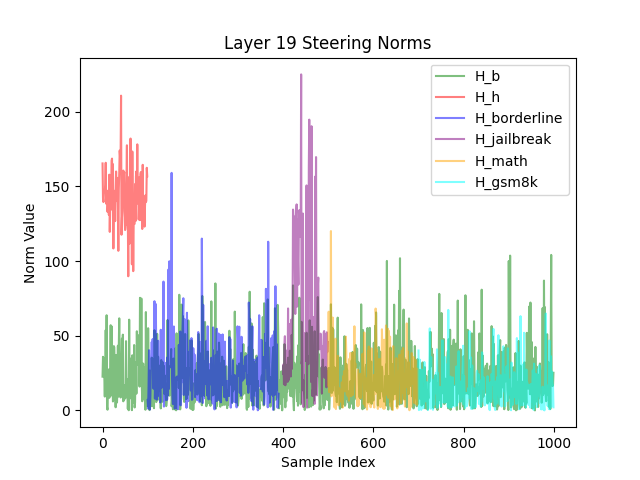 Layer 19 Steering Norms
H_b
H_h
H_borderline
H_jailbreak
H_math
H_gsm8k
Norm Value
200
150
100
50
0
0
200
400
600
800
1000
Sample Index